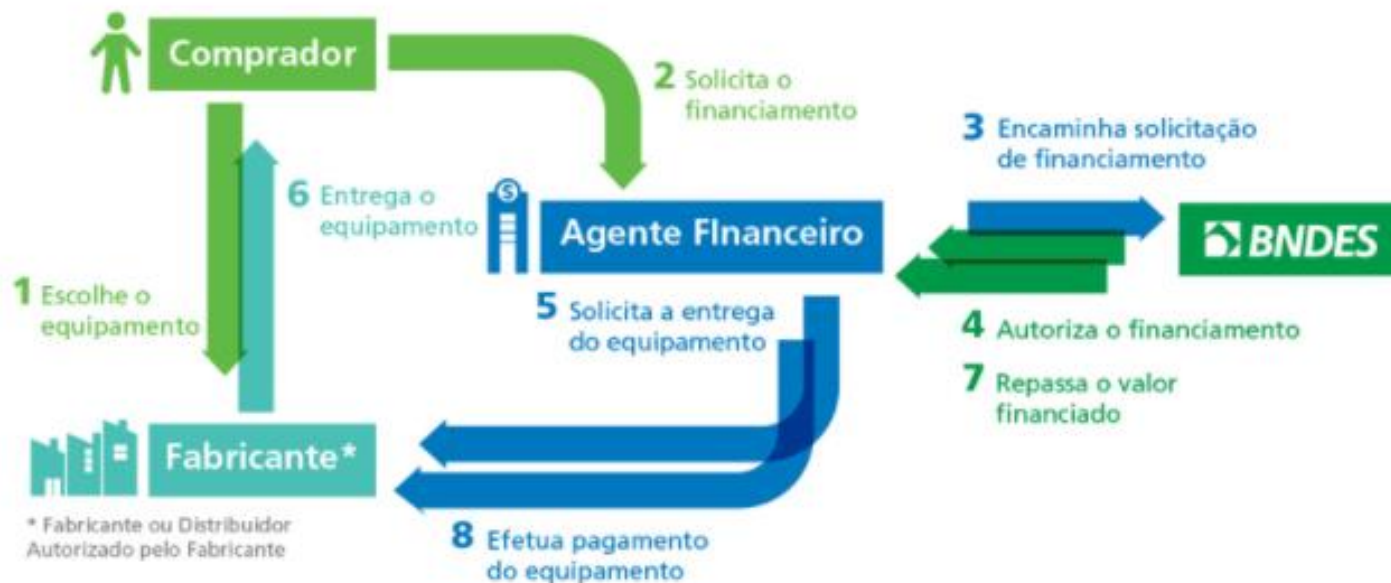 Comprador
2 Solicita o
financiamento
3 Encaminha solicitação
de financiamento
6 Entrega o
equipamento
S
Agente FInanceiro
BNDES
1 Escolhe o
equipamento
5 Solicita a entrega
do equipamento
4 Autoriza o financiamento
7 Repassa o valor
financiado
Fabricante*
* Fabricante ou Distribuidor
Autorizado pelo Fabricante
8 Efetua pagamento
do equipamento